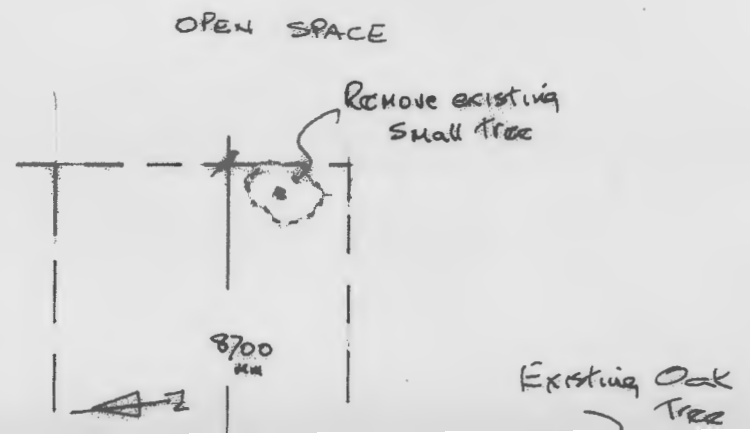 OPEN SPACE
Remove existing
Small Tree
8700
mm
Existing Oak
Tree
N